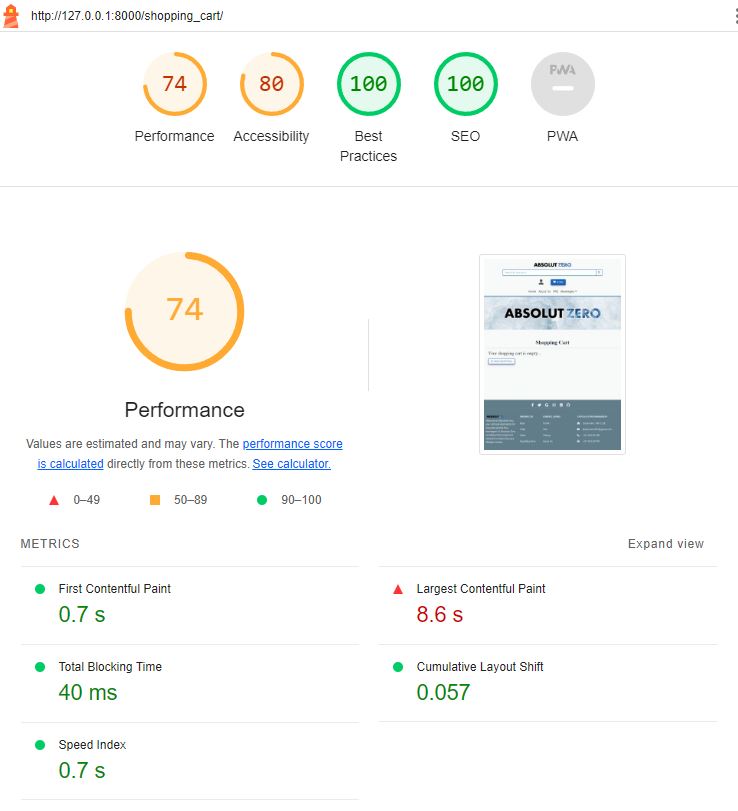 http://127.0.0.1:8000/shopping_cart/
74
80
100
100
PWA
Performance
Accessibility
Best
Practices
SEO
PWA
74
Performance
Values are estimated and may vary. The performance score
is calculated directly from these metrics. See calculator.
0–49
50–89
90–100
ABSOLUT ZERO
ABSOLUT ZERO
Shopping Cart
Your shopping cart is empty.
METRICS
Expand view
First Contentful Paint
0.7 s
Largest Contentful Paint
8.6 s
Total Blocking Time
40 ms
Cumulative Layout Shift
0.057
Speed Index
0.7 s